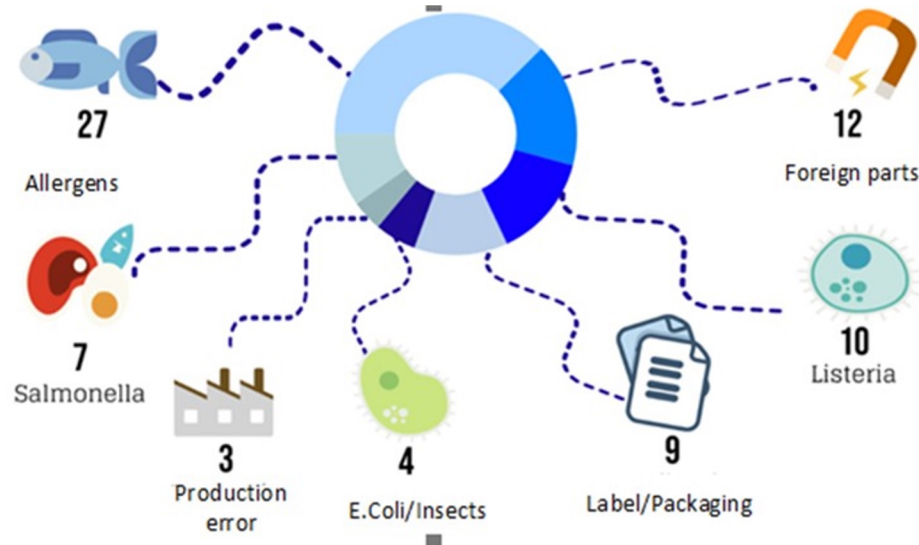 27
Allergens
12
Foreign parts
7
Salmonella
10
Listeria
3
Production
error
4
E.Coli/Insects
9
Label/Packaging